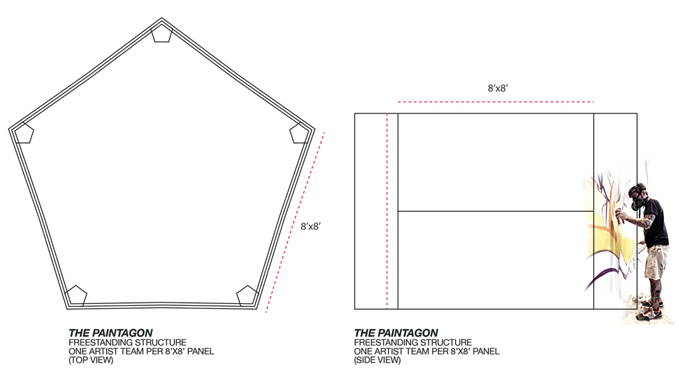 8'x8'
8'x8'
THE PAINTAGON
FREESTANDING STRUCTURE
ONE ARTIST TEAM PER 8'X8' PANEL
(TOP VIEW)
THE PAINTAGON
FREESTANDING STRUCTURE
ONE ARTIST TEAM PER 8'X8' PANEL
(SIDE VIEW)